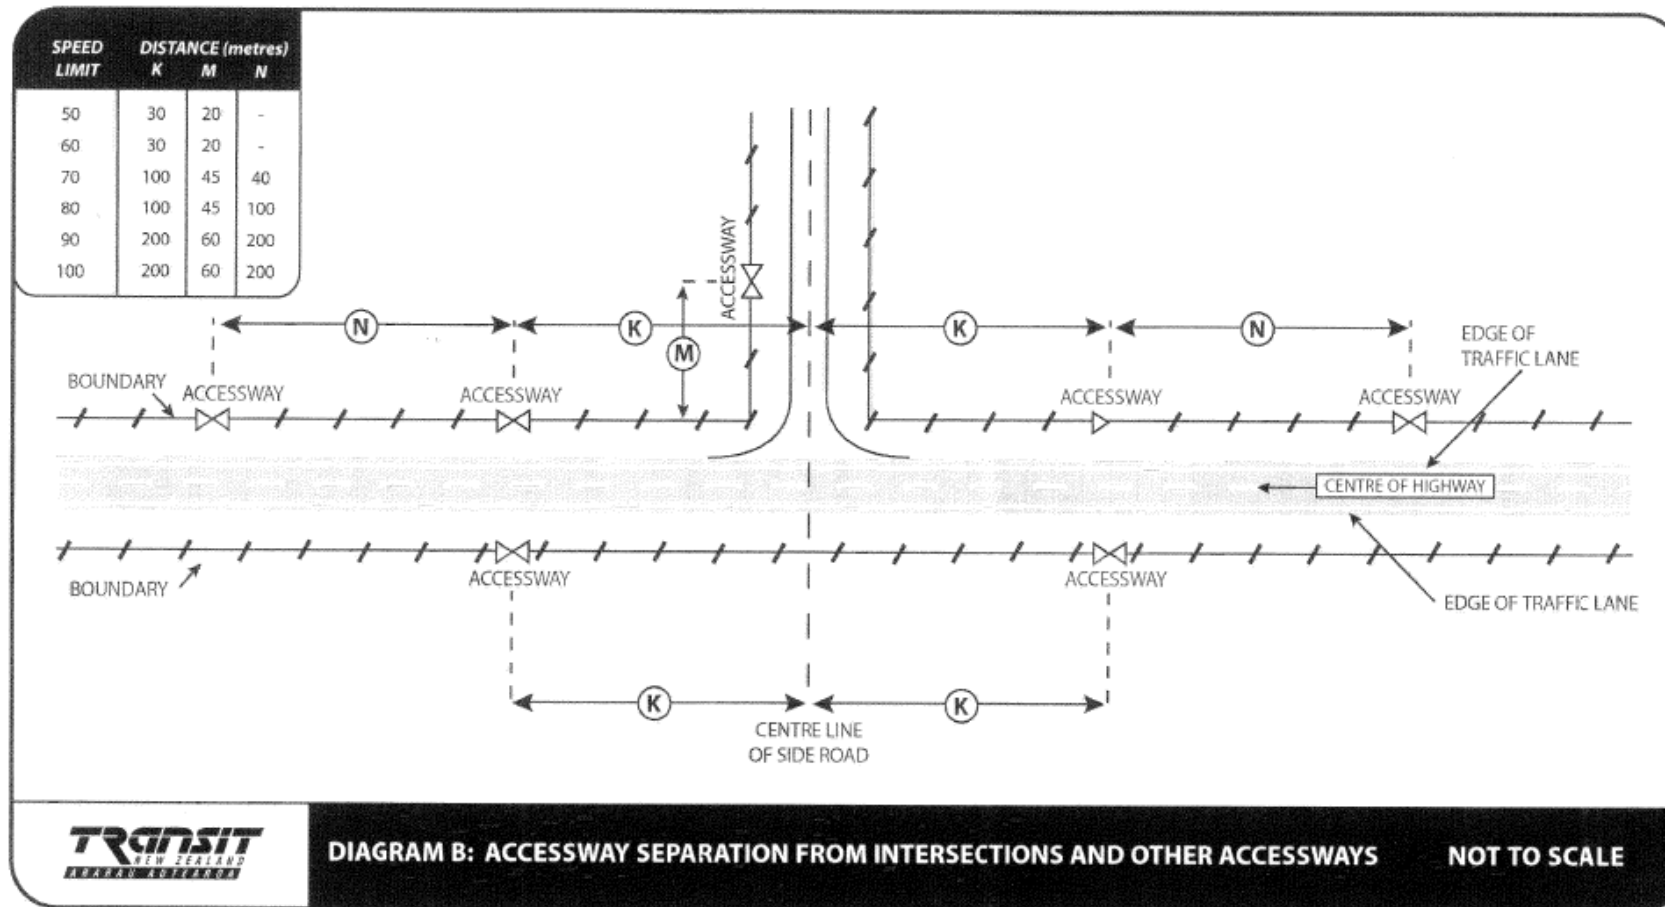 SPEED LIMIT DISTANCE (metres)
K M N
50 30 20 -
60 30 20 -
70 100 45 40
80 100 45 100
90 200 60 200
100 200 60 200
ACCESSWAY
N
K
M
K
N
EDGE OF
TRAFFIC LANE
BOUNDARY
ACCESSWAY
ACCESSWAY
ACCESSWAY
ACCESSWAY
CENTRE OF HIGHWAY
BOUNDARY
ACCESSWAY
ACCESSWAY
EDGE OF TRAFFIC LANE
K
K
CENTRE LINE
OF SIDE ROAD
TRANSIT
NEW ZEALAND
ARARAU AOTEAROA
DIAGRAM B: ACCESSWAY SEPARATION FROM INTERSECTIONS AND OTHER ACCESSWAYS NOT TO SCALE